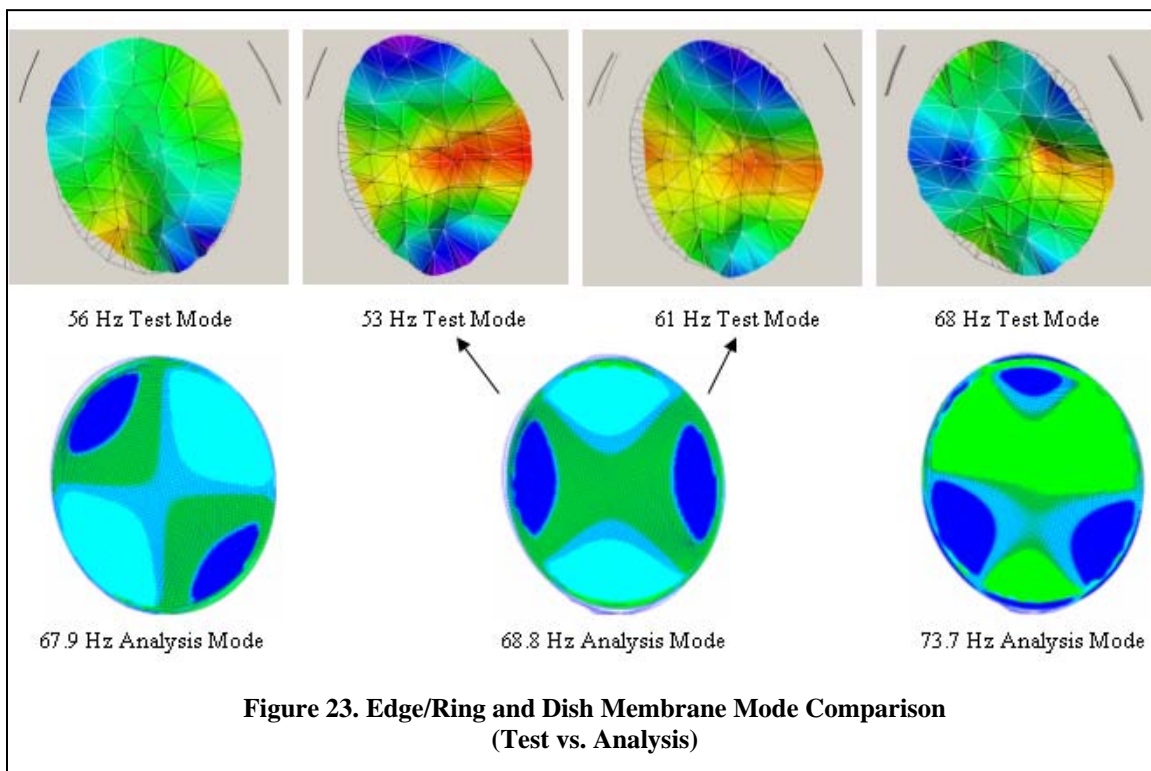 56 Hz Test Mode
53 Hz Test Mode
61 Hz Test Mode
68 Hz Test Mode
67.9 Hz Analysis Mode
68.8 Hz Analysis Mode
73.7 Hz Analysis Mode
Figure 23. Edge/Ring and Dish Membrane Mode Comparison
(Test vs. Analysis)